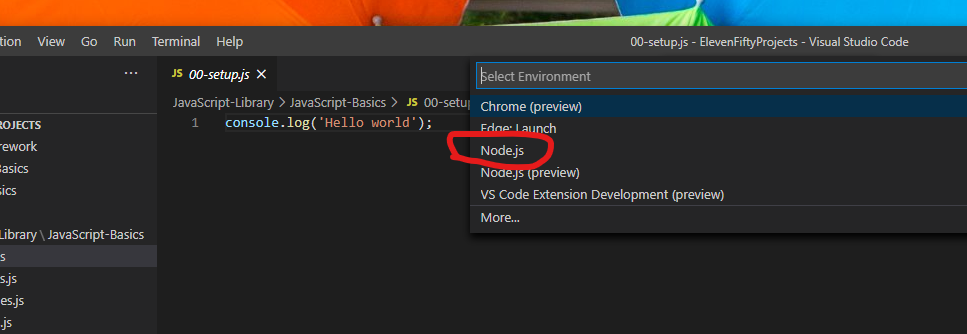 tion View Go Run Terminal Help 00-setup.js - ElevenFiftyProjects - Visual Studio Code
... JS 00-setup.js × Select Environment
JavaScript-Library > JavaScript-Basics > JS 00-setup
ROJECTS 1 console.log('Hello world'); Chrome (preview)
Edge: Launch
ework Node.js
asics Node.js (preview)
sics VS Code Extension Development (preview)
More...
Library \ JavaScript-Basics
s
s.js
es.js
.js